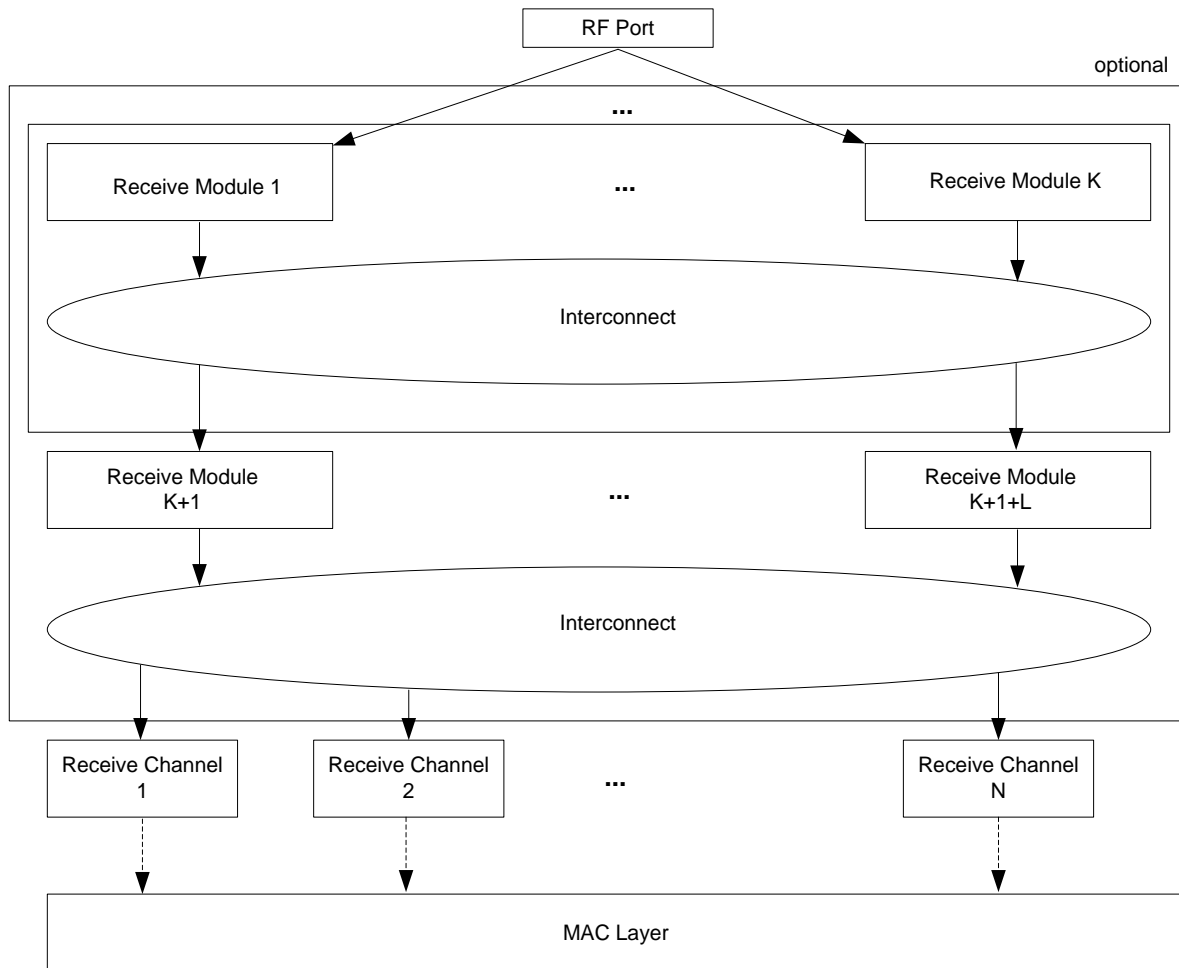 RF Port
optional
...
Receive Module 1
...
Receive Module K
Interconnect
Receive Module
K+1
...
Receive Module
K+1+L
Interconnect
Receive Channel
1
Receive Channel
2
...
Receive Channel
N
MAC Layer